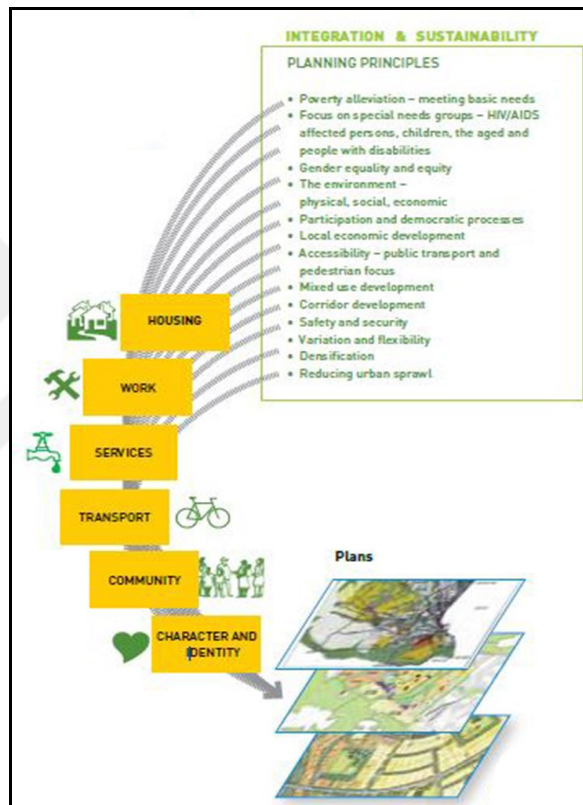 INTEGRATION & SUSTAINABILITY
PLANNING PRINCIPLES
• Poverty alleviation – meeting basic needs
• Focus on special needs groups – HIV/AIDS
affected persons, children, the aged and
people with disabilities
• Gender equality and equity
• The environment –
physical, social, economic
• Participation and democratic processes
• Local economic development
• Accessibility – public transport and
pedestrian focus
• Mixed use development
• Corridor development
• Safety and security
• Variation and flexibility
• Densification
• Reducing urban sprawl
HOUSING
WORK
SERVICES
TRANSPORT
COMMUNITY
CHARACTER AND
IDENTITY
Plans